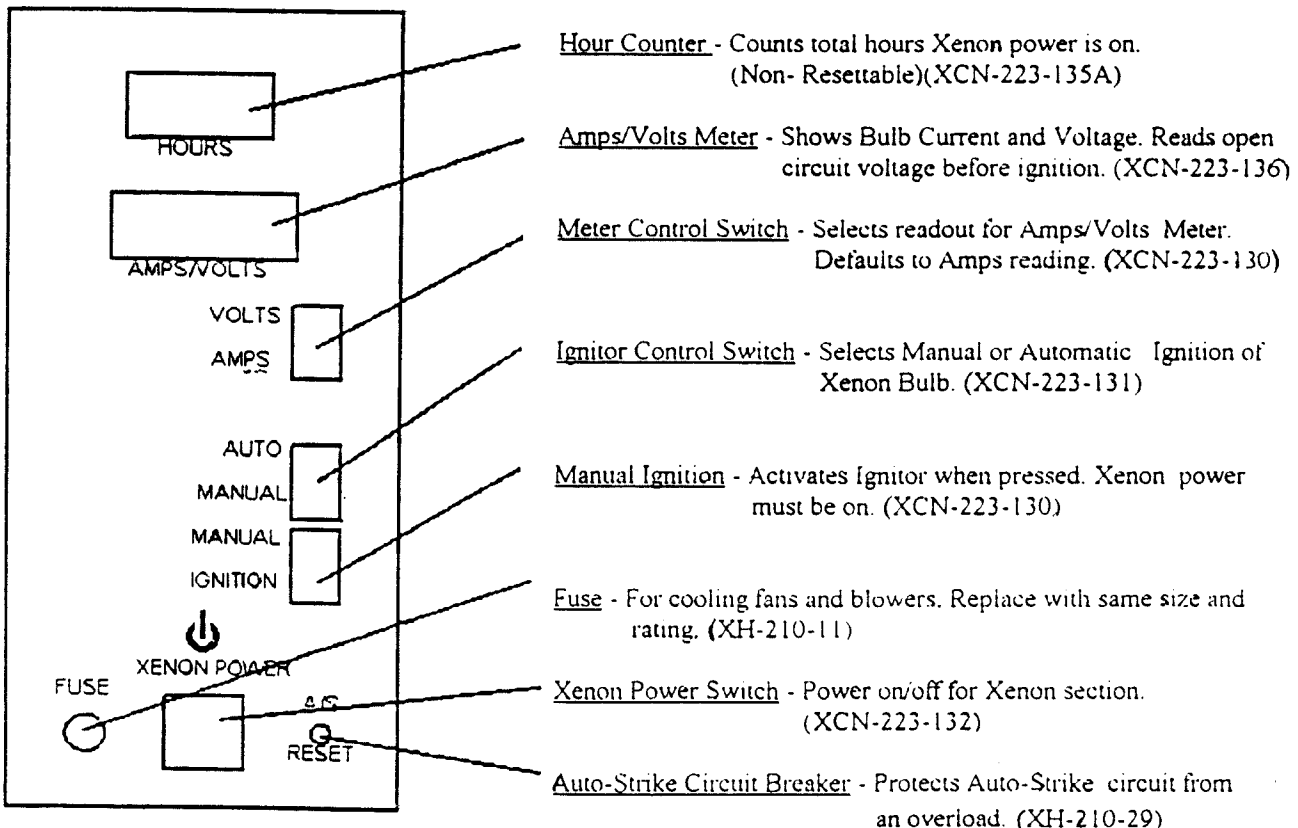 Hour Counter - Counts total hours Xenon power is on.
(Non- Resettable)(XCN-223-135A)
HOURS
Amps/Volts Meter - Shows Bulb Current and Voltage. Reads open
circuit voltage before ignition. (XCN-223-136)
AMPS/VOLTS
Meter Control Switch - Selects readout for Amps/Volts Meter.
Defaults to Amps reading. (XCN-223-130)
VOLTS
AMPS
Ignitor Control Switch - Selects Manual or Automatic Ignition of
Xenon Bulb. (XCN-223-131)
AUTO
MANUAL
Manual Ignition - Activates Ignitor when pressed. Xenon power
must be on. (XCN-223-130)
MANUAL
IGNITION
Fuse - For cooling fans and blowers. Replace with same size and
rating. (XH-210-11)
XENON POWER
FUSE
Xenon Power Switch - Power on/off for Xenon section.
(XCN-223-132)
RESET
Auto-Strike Circuit Breaker - Protects Auto-Strike circuit from
an overload. (XH-210-29)